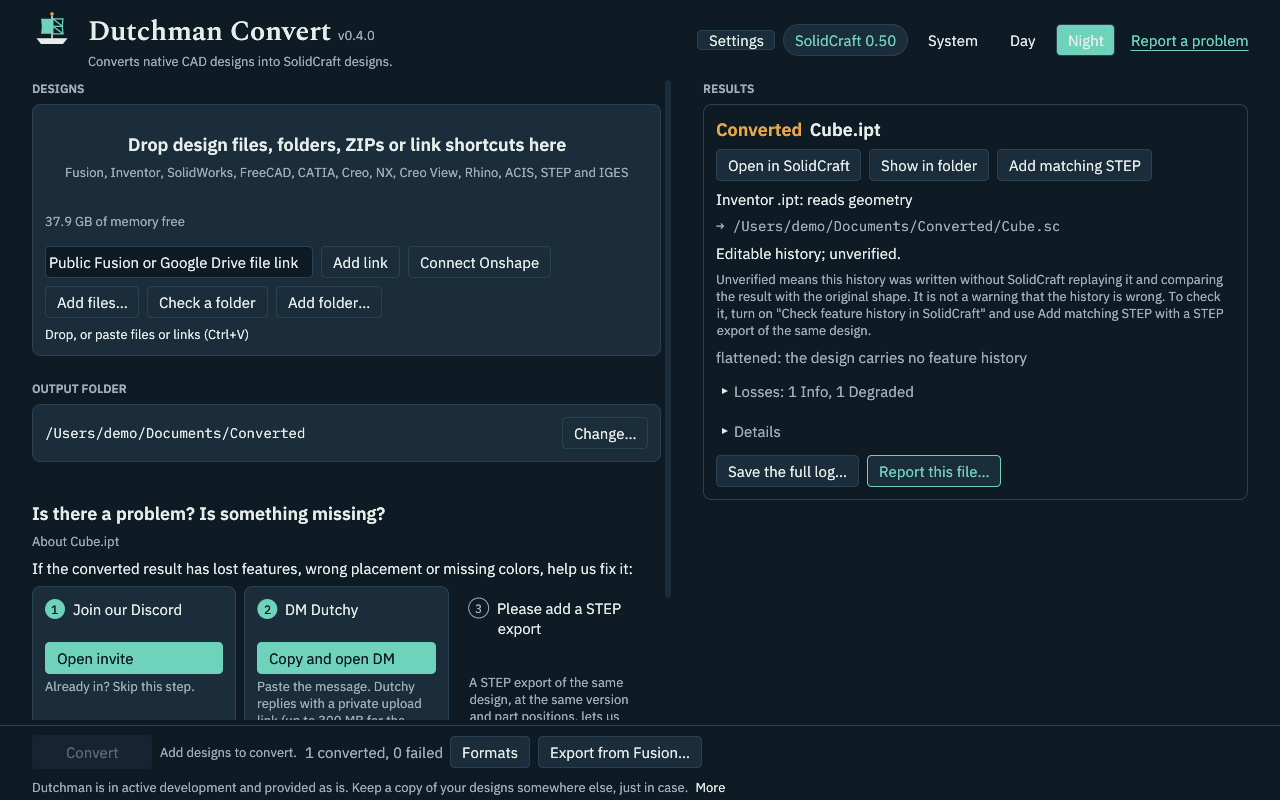 Dutchman Convert v0.4.0
Converts native CAD designs into SolidCraft designs.
Settings
SolidCraft 0.50
System
Day
Night
Report a problem
DESIGNS
Drop design files, folders, ZIPs or link shortcuts here
Fusion, Inventor, SolidWorks, FreeCAD, CATIA, Creo, NX, Creo View, Rhino, ACIS, STEP and IGES
37.9 GB of memory free
Public Fusion or Google Drive file link
Add link
Connect Onshape
Add files...
Check a folder
Add folder...
Drop, or paste files or links (Ctrl+V)
OUTPUT FOLDER
/Users/demo/Documents/Converted
Change...
Is there a problem? Is something missing?
About Cube.ipt
If the converted result has lost features, wrong placement or missing colors, help us fix it:
1 Join our Discord
Open invite
Already in? Skip this step.
2 DM Dutchy
Copy and open DM
Paste the message. Dutchy
replies with a private upload
link (up to 300 MB for the
3 Please add a STEP
export
A STEP export of the same
design, at the same version
and part positions, lets us
RESULTS
Converted Cube.ipt
Open in SolidCraft
Show in folder
Add matching STEP
Inventor .ipt: reads geometry
→ /Users/demo/Documents/Converted/Cube.sc
Editable history; unverified.
Unverified means this history was written without SolidCraft replaying it and comparing
the result with the original shape. It is not a warning that the history is wrong. To check
it, turn on "Check feature history in SolidCraft" and use Add matching STEP with a STEP
export of the same design.
flattened: the design carries no feature history
▸ Losses: 1 Info, 1 Degraded
▸ Details
Save the full log...
Report this file...
Convert
Add designs to convert.
1 converted, 0 failed
Formats
Export from Fusion...
Dutchman is in active development and provided as is. Keep a copy of your designs somewhere else, just in case. More